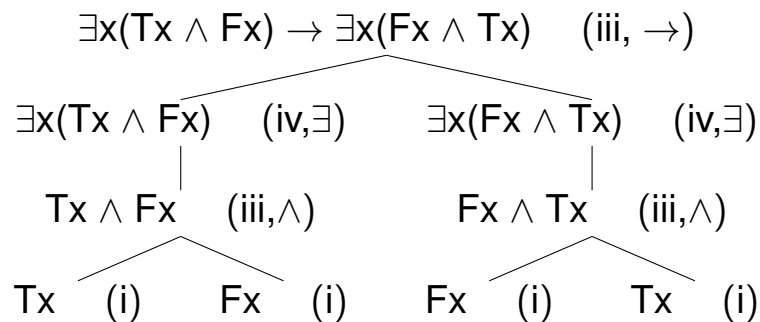 ∃x(Tx ∧ Fx) → ∃x(Fx ∧ Tx) (iii, →)
∃x(Tx ∧ Fx) (iv,∃) ∃x(Fx ∧ Tx) (iv,∃)
Tx ∧ Fx (iii,∧) Fx ∧ Tx (iii,∧)
Tx (i) Fx (i) Fx (i) Tx (i)